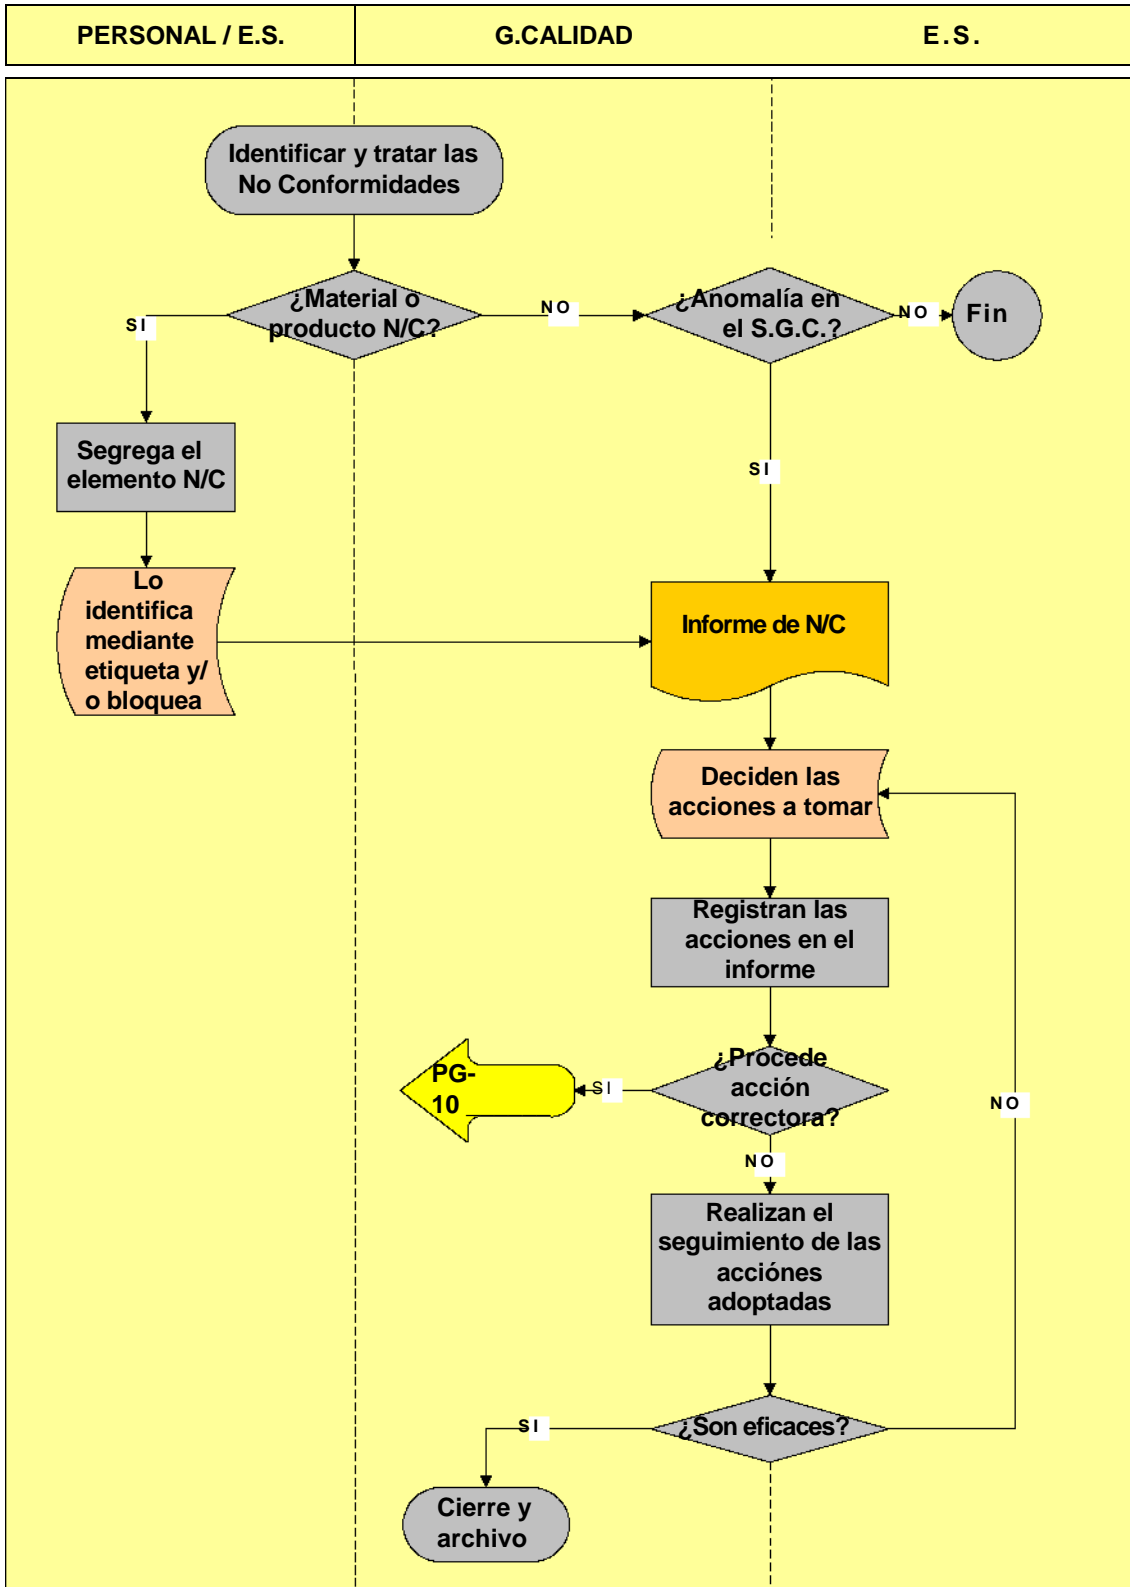 PERSONAL / E.S.
G.CALIDAD
E.S.
Identificar y tratar las
No Conformidades
¿Material o
producto N/C?
SI
NO
¿Anomalía en
el S.G.C.?
NO
Fin
Segrega el
elemento N/C
SI
Lo
identifica
mediante
etiqueta y/
o bloquea
Informe de N/C
Deciden las
acciones a tomar
Registran las
acciones en el
informe
¿Procede
acción
correctora?
SI
PG-
10
NO
NO
Realizan el
seguimiento de las
acciónes
adoptadas
¿Son eficaces?
SI
Cierre y
archivo